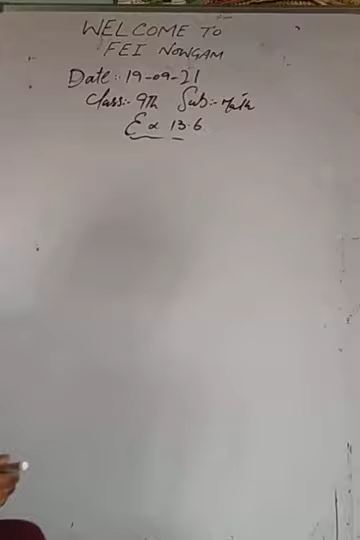 WELCOME TO
FEI NOWGAM
Date:- 19-09-21
Class:- 9Th Sub:- Math
Ex 13.6